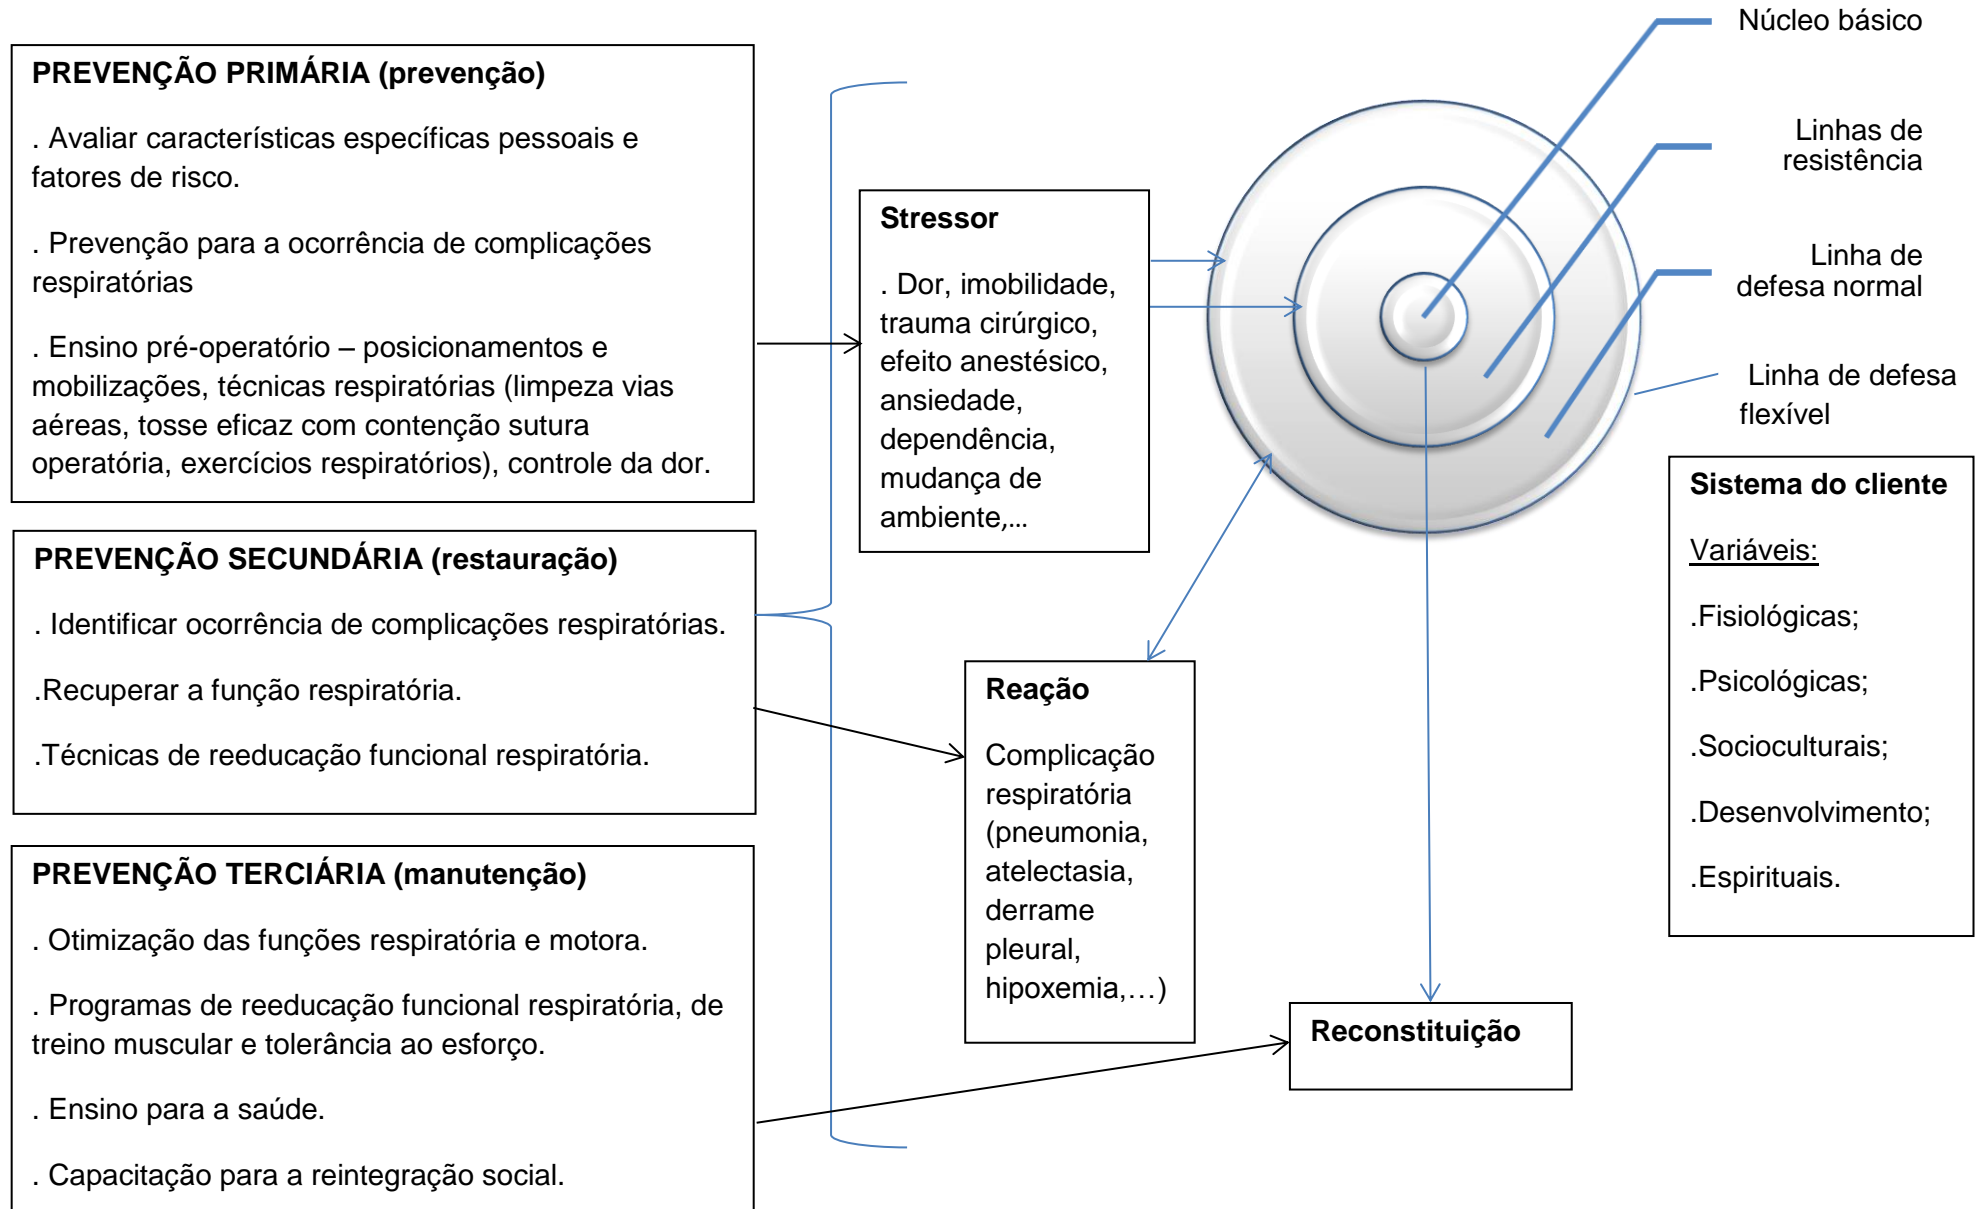 PREVENÇÃO PRIMÁRIA (prevenção)
. Avaliar características específicas pessoais e
fatores de risco.
. Prevenção para a ocorrência de complicações
respiratórias
. Ensino pré-operatório – posicionamentos e
mobilizações, técnicas respiratórias (limpeza vias
aéreas, tosse eficaz com contenção sutura
operatória, exercícios respiratórios), controle da dor.
PREVENÇÃO SECUNDÁRIA (restauração)
. Identificar ocorrência de complicações respiratórias.
.Recuperar a função respiratória.
.Técnicas de reeducação funcional respiratória.
PREVENÇÃO TERCIÁRIA (manutenção)
. Otimização das funções respiratória e motora.
. Programas de reeducação funcional respiratória, de
treino muscular e tolerância ao esforço.
. Ensino para a saúde.
. Capacitação para a reintegração social.
Stressor
. Dor, imobilidade,
trauma cirúrgico,
efeito anestésico,
ansiedade,
dependência,
mudança de
ambiente,...
Reação
Complicação
respiratória
(pneumonia,
atelectasia,
derrame
pleural,
hipoxemia,…)
Reconstituição
Núcleo básico
Linhas de
resistência
Linha de
defesa normal
Linha de defesa
flexível
Sistema do cliente
Variáveis:
.Fisiológicas;
.Psicológicas;
.Socioculturais;
.Desenvolvimento;
.Espirituais.